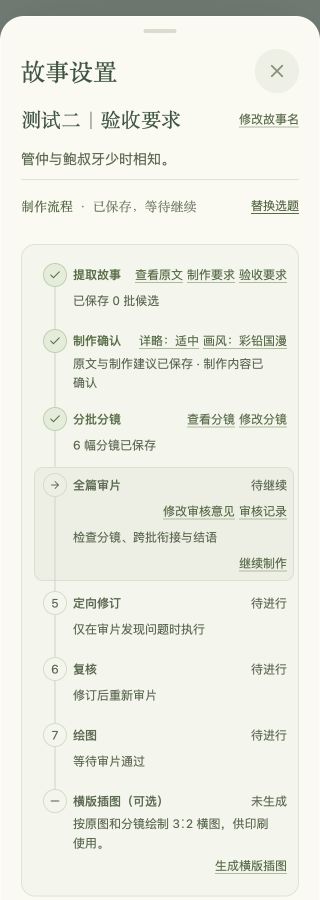 故事设置
测试二｜验收要求 修改故事名
管仲与鲍叔牙少时相知。
制作流程 · 已保存，等待继续 替换选题
提取故事 查看原文 制作要求 验收要求
已保存 0 批候选
制作确认 详略：适中 画风：彩铅国漫
原文与制作建议已保存 · 制作内容已
确认
分批分镜 查看分镜 修改分镜
6 幅分镜已保存
全篇审片 待继续
修改审核意见 审核记录
检查分镜、跨批衔接与结语
继续制作
5 定向修订 待进行
仅在审片发现问题时执行
6 复核 待进行
修订后重新审片
7 绘图 待进行
等待审片通过
横版插图（可选） 未生成
按原图和分镜绘制 3:2 横图，供印刷
使用。
生成横版插图